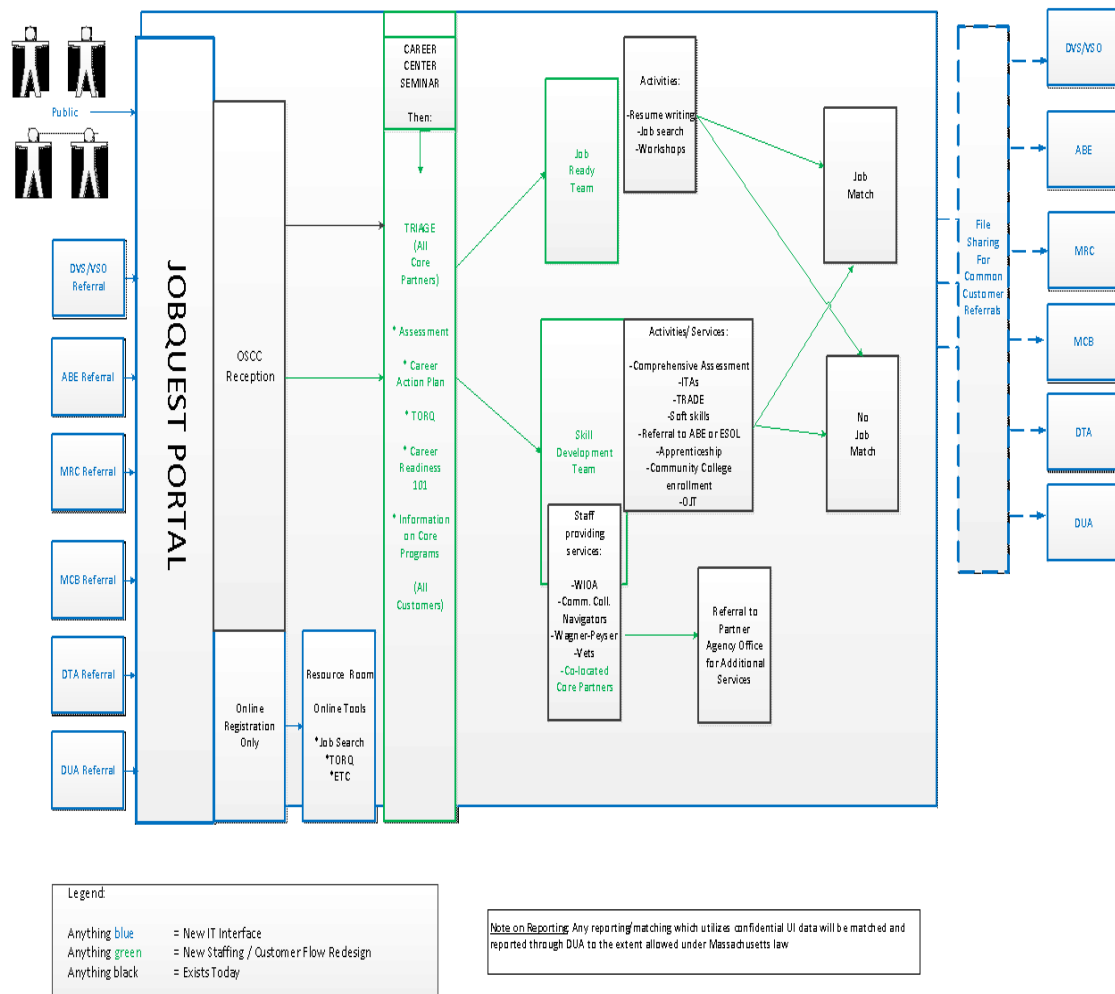 Public
DVS/VSO
Referral
ABE Referral
MRC Referral
MCB Referral
DTA Referral
DUA Referral
JOBQUEST PORTAL
OSCC
Reception
Online
Registration
Only
Resource Room
Online Tools
*Job Search
*TORQ
*ETC
CAREER
CENTER
SEMINAR
Then:
TRIAGE
(All
Core
Partners)
* Assessment
* Career
Action Plan
* TORQ
* Career
Readiness
101
* Information
on Core
Programs
(All
Customers)
Job
Ready
Team
Activities:
-Resume writing
-Job search
-Workshops
Skill
Development
Team
Activities/ Services:
-Comprehensive Assessment
-ITAs
-TRADE
-Soft skills
-Referral to ABE or ESOL
-Apprenticeship
-Community College
enrollment
-OJT
Staff
providing
services:
-WIOA
-Comm. Coll.
Navigators
-Wagner-Peyser
-Vets
-Co-located
Core Partners
Referral to
Partner
Agency Office
for Additional
Services
Job
Match
No
Job
Match
File
Sharing
For
Common
Customer
Referrals
DVS/VSO
ABE
MRC
MCB
DTA
DUA
Legend:
Anything blue = New IT Interface
Anything green = New Staffing / Customer Flow Redesign
Anything black = Exists Today
Note on Reporting: Any reporting/matching which utilizes confidential UI data will be matched and
reported through DUA to the extent allowed under Massachusetts law